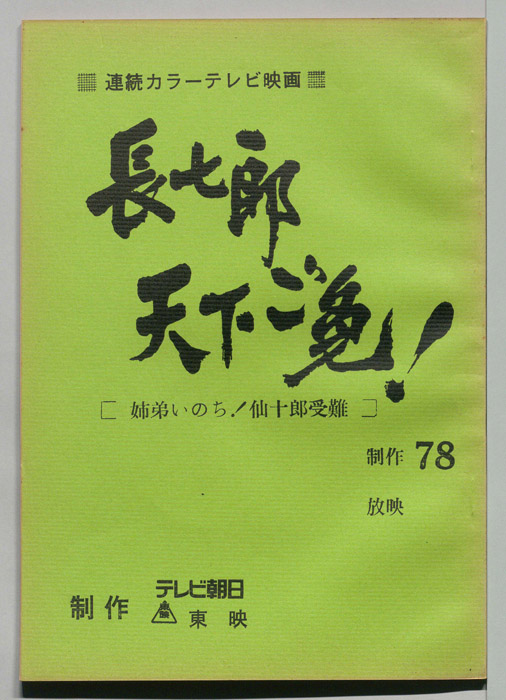 連続カラーテレビ映画
長七郎
天下ご免!
[姉弟いのち!仙十郎受難]
制作 78
放映
テレビ朝日
制作 東映 東映